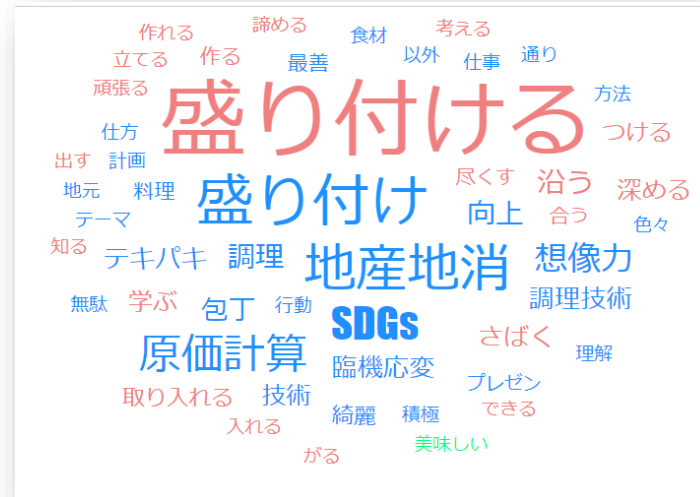 作れる 諦める 食材 考える
立てる 作る 最善 以外 仕事 通り
頑張る 盛り付ける 方法
仕方 つける
出す 計画 尽くす 沿う 深める
地元 料理 盛り付け 向上 合う 色々
テーマ
知る テキパキ 調理 地産地消 想像力
無駄 学ぶ 包丁 行動 SDGs 調理技術
原価計算 臨機応変 さばく 理解
取り入れる 技術 綺麗 積極 プレゼン できる
入れる 美味しい
がる